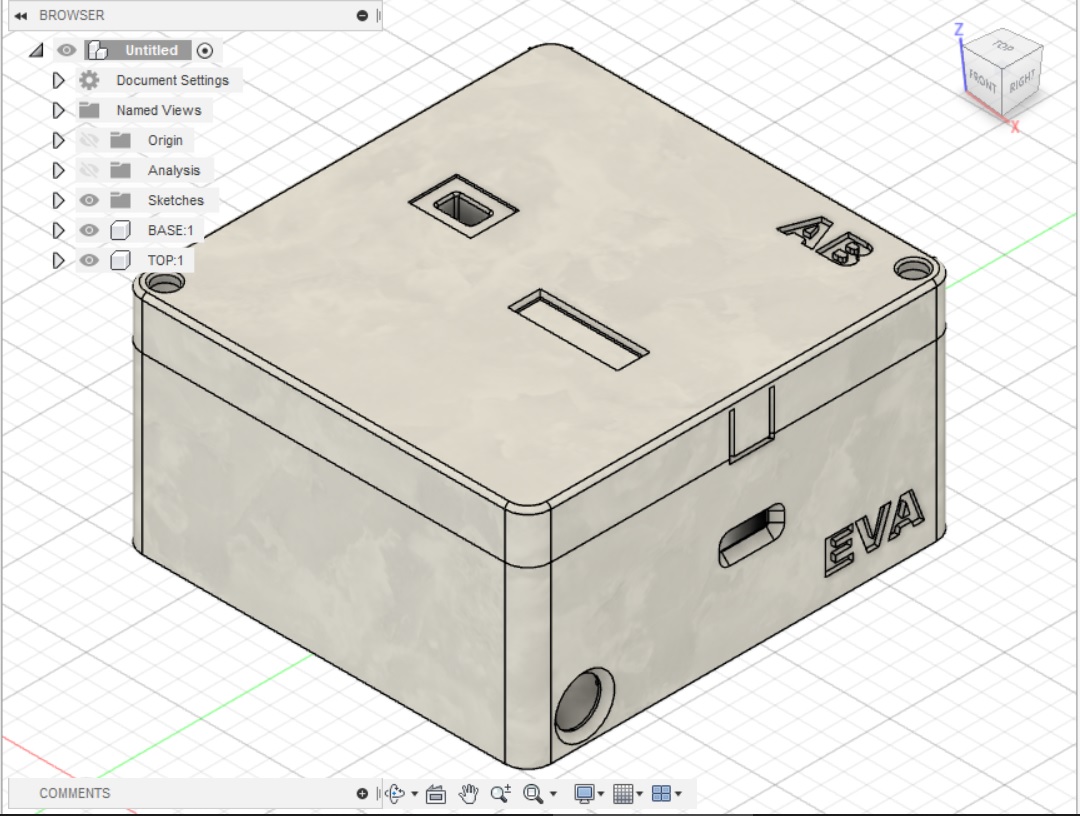 BROWSER
Untitled
Document Settings
Named Views
Origin
Analysis
Sketches
BASE:1
TOP:1
Z
TOP
FRONT
RIGHT
X
AB
EVA
COMMENTS